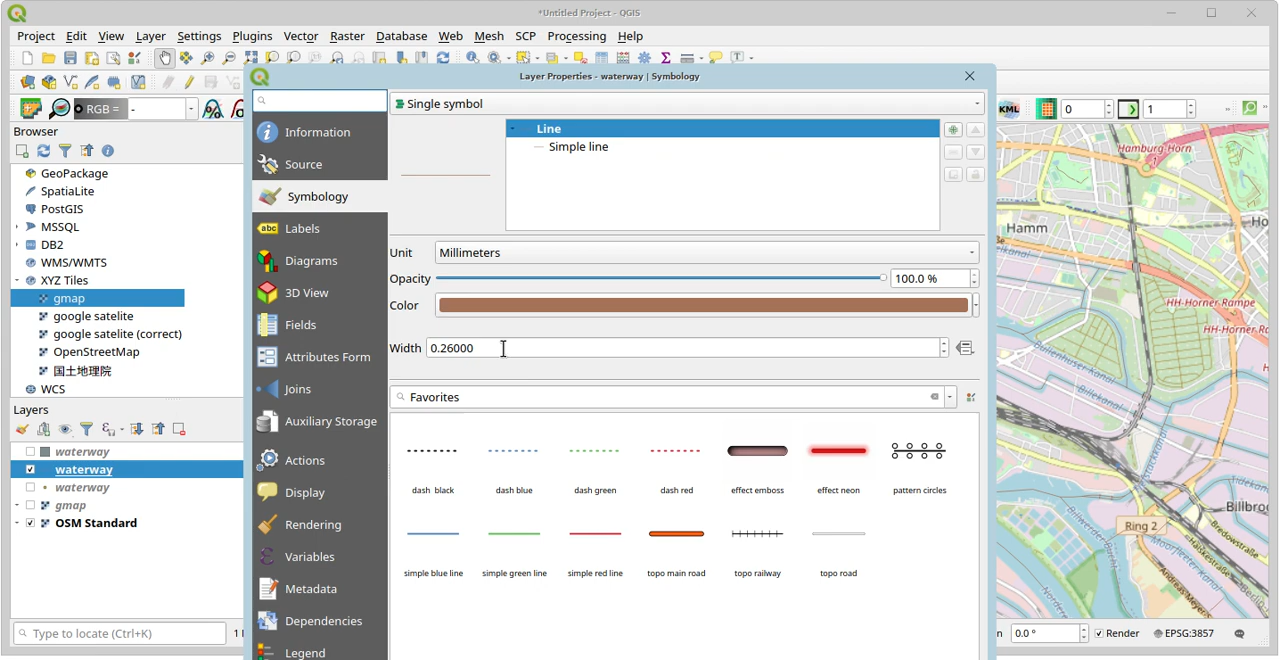 *Untitled Project - QGIS
Project Edit View Layer Settings Plugins Vector Raster Database Web Mesh SCP Processing Help
Layer Properties - waterway | Symbology
RGB = -
KML 0 1
Browser
GeoPackage
SpatiaLite
PostGIS
MSSQL
DB2
WMS/WMTS
XYZ Tiles
gmap
google satelite
google satelite (correct)
OpenStreetMap
国土地理院
WCS
Layers
waterway
waterway
waterway
gmap
OSM Standard
Type to locate (Ctrl+K)
Information
Source
Symbology
abc Labels
Diagrams
3D View
Fields
Attributes Form
Joins
Auxiliary Storage
Actions
Display
Rendering
Variables
Metadata
Dependencies
Legend
Single symbol
Line
Simple line
Unit Millimeters
Opacity 100.0 %
Color
Width 0.26000
Favorites
dash black dash blue dash green dash red effect emboss effect neon pattern circles
simple blue line simple green line simple red line topo main road topo railway topo road
Hamburg-Horn
Hamm
HH-Horner Rampe
Bullenhuser Kanal
Billekanal
Ring 2
Billbro
0.0 °
Render
EPSG:3857